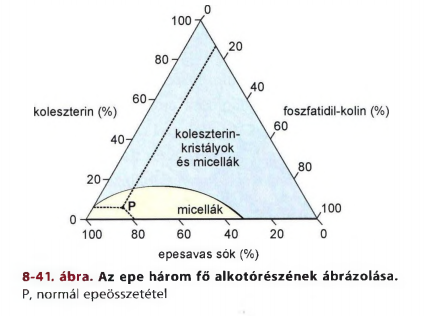 0
100
20
80
40
60
koleszterin (%)
foszfatidil-kolin (%)
koleszterin-
kristályok
és micellák
60
40
80
20
P
micellák
100
0
100
80
60
40
20
0
epesavas sók (%)
8-41. ábra. Az epe három fő alkotórészének ábrázolása.
P, normál epeösszetétel